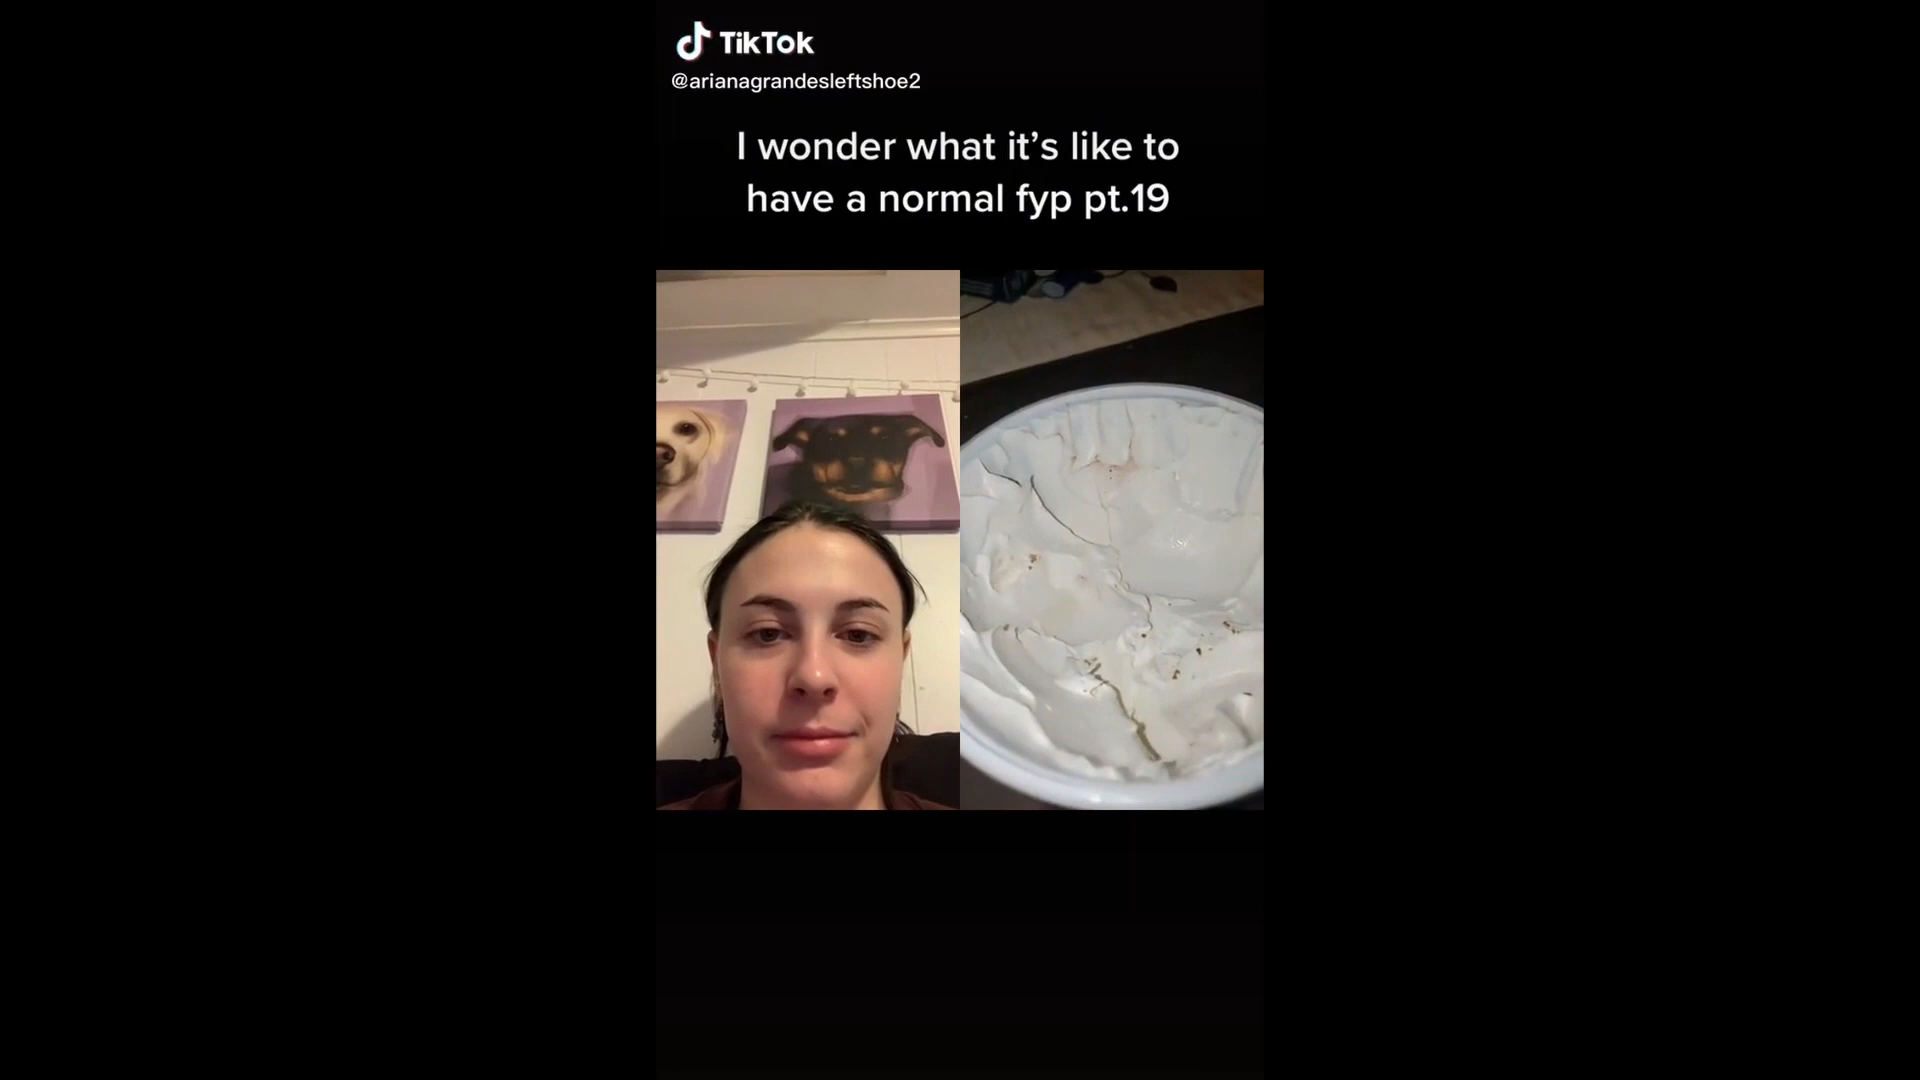 TikTok
@arianagrandesleftshoe2
I wonder what it’s like to
have a normal fyp pt.19